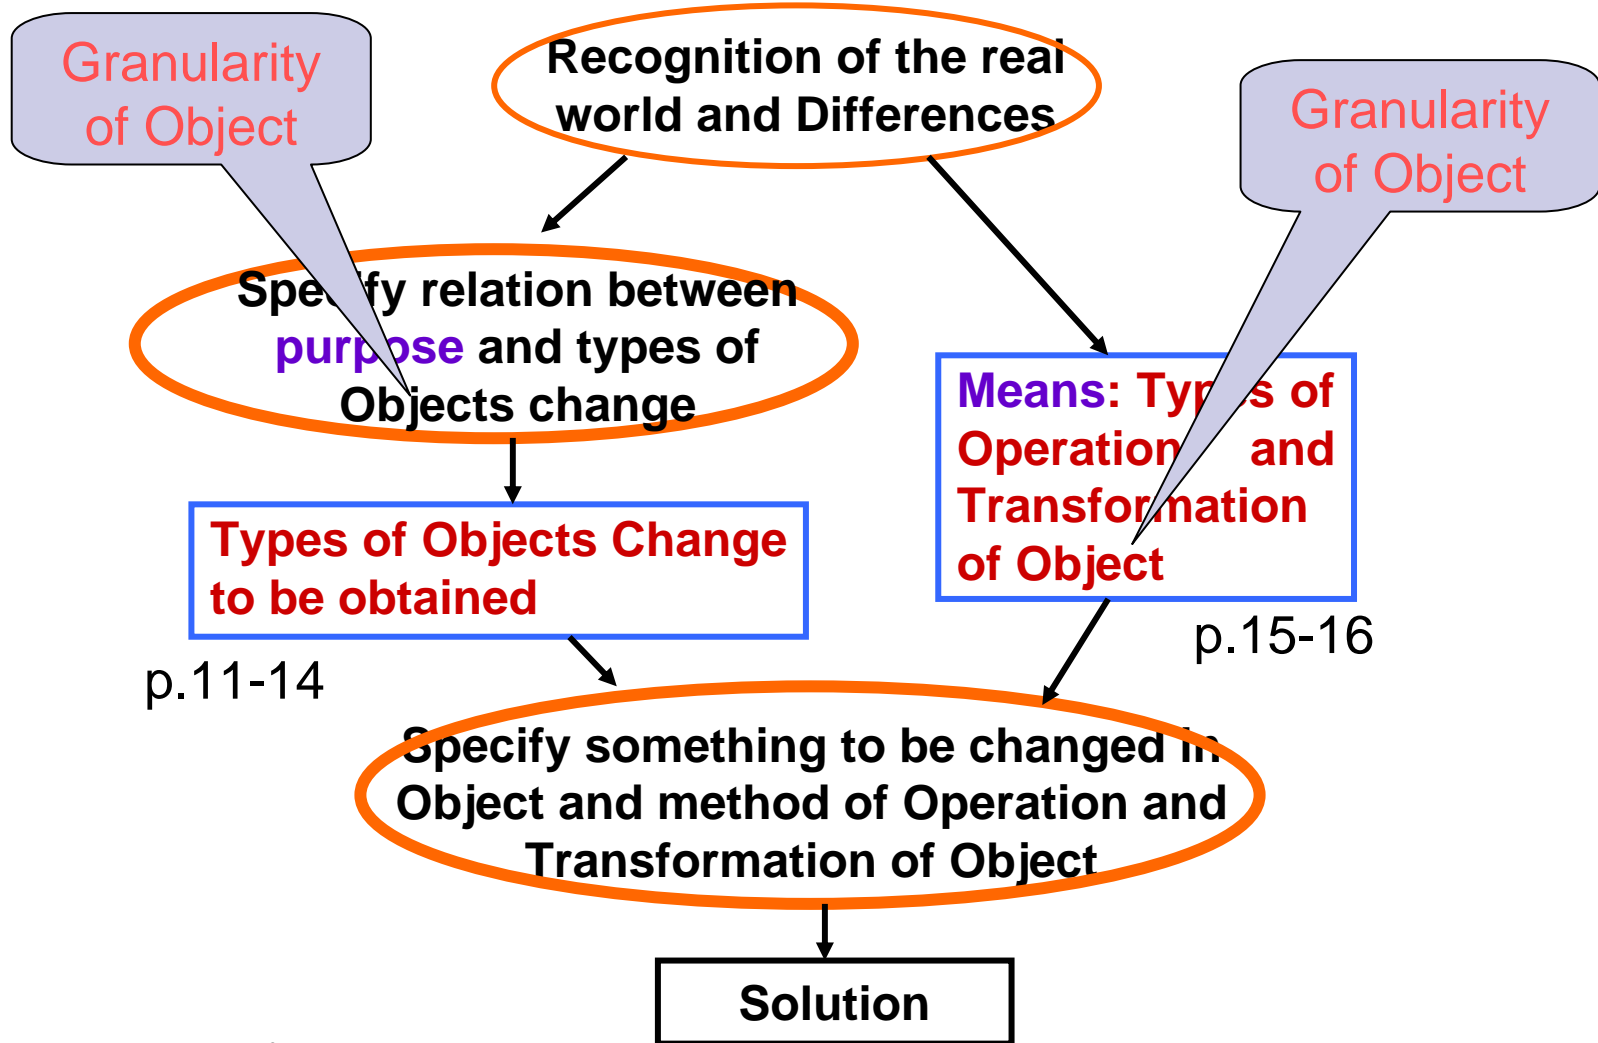 Granularity
of Object
Recognition of the real
world and Differences
Granularity
of Object
Specify relation between
purpose and types of
Objects change
Means: Types of
Operation and
Transformation
of Object
Types of Objects Change
to be obtained
p.15-16
p.11-14
Specify something to be changed in
Object and method of Operation and
Transformation of Object
Solution